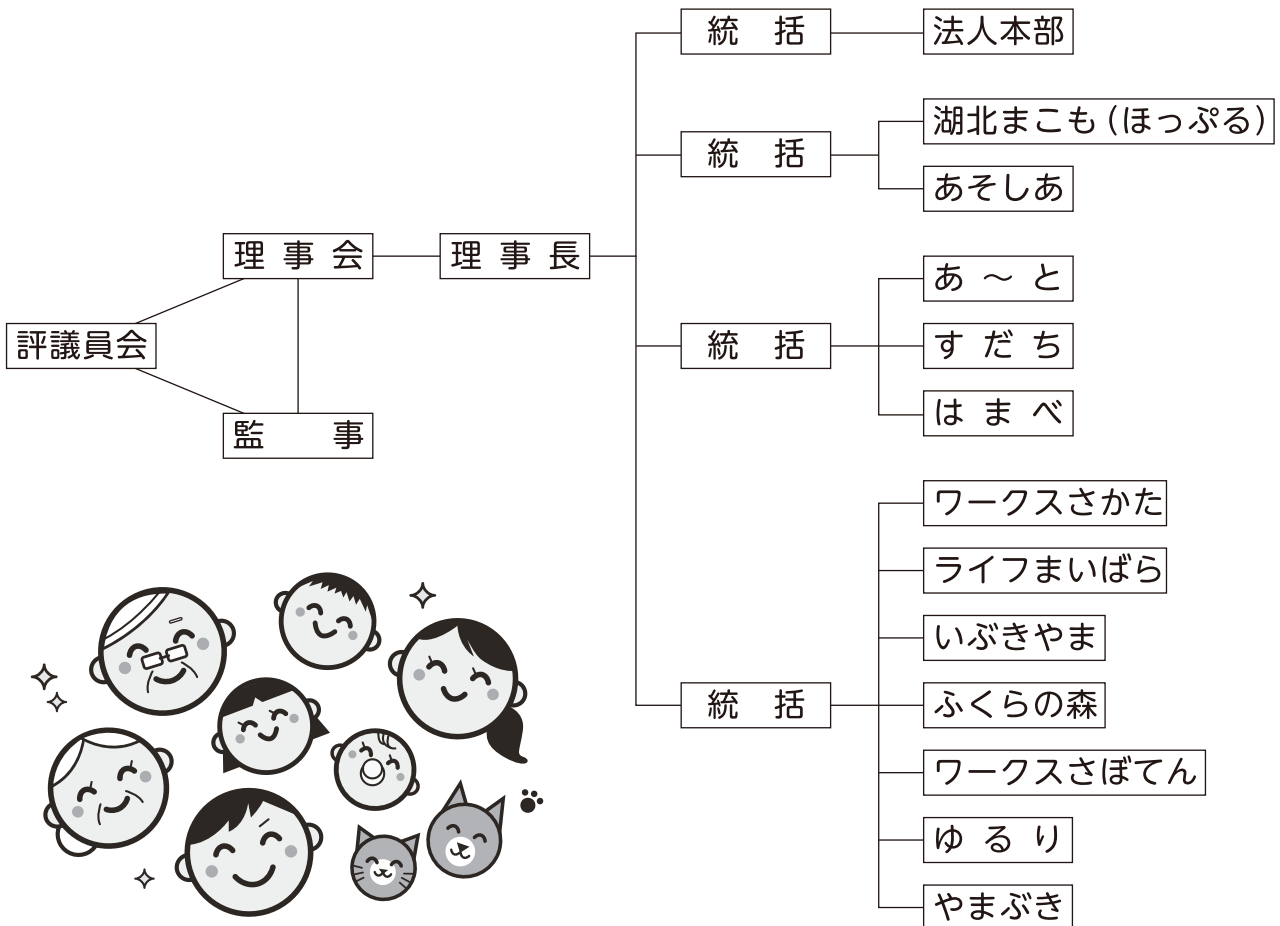 評議員会
理事会
監事
理事長
統括
法人本部
統括
湖北まこも（ほっぷる）
あそしあ
統括
あ～と
すだち
はまべ
統括
ワークスさかた
ライフまいばら
いぶきやま
ふくらの森
ワークスさぼてん
ゆるり
やまぶき